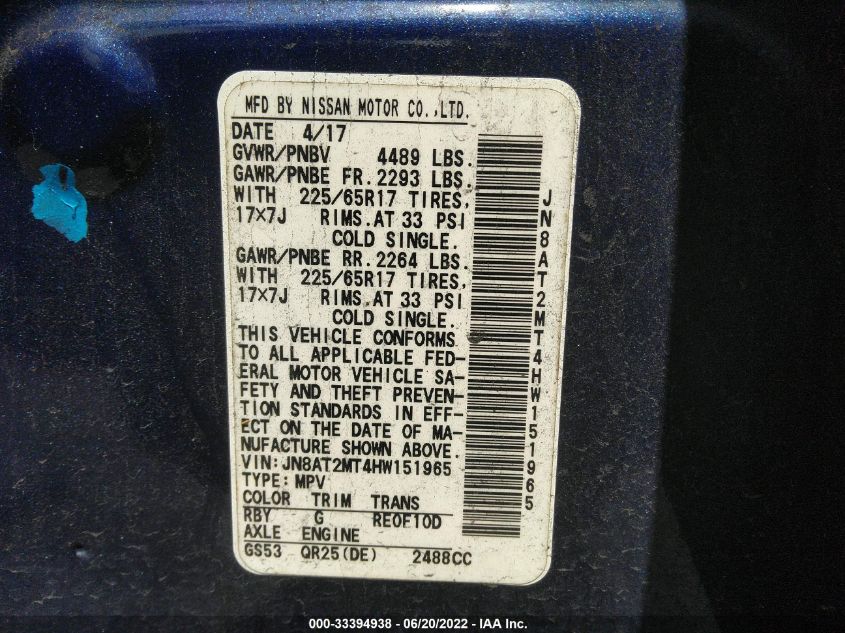 MFD BY NISSAN MOTOR CO.,LTD.
DATE 4/17
GVWR/PNBV 4489 LBS.
GAWR/PNBE FR. 2293 LBS.
WITH 225/65R17 TIRES,
17X7J RIMS.AT 33 PSI
COLD SINGLE.
GAWR/PNBE RR. 2264 LBS.
WITH 225/65R17 TIRES,
17X7J RIMS.AT 33 PSI
COLD SINGLE.
THIS VEHICLE CONFORMS
TO ALL APPLICABLE FED-
ERAL MOTOR VEHICLE SA-
FETY AND THEFT PREVEN-
TION STANDARDS IN EFF-
ECT ON THE DATE OF MA-
NUFACTURE SHOWN ABOVE.
VIN:JN8AT2MT4HW151965
TYPE:MPV
COLOR TRIM TRANS
RBY G REOF10D
AXLE ENGINE
GS53 QR25(DE) 2488CC
JN8AT2MT4HW151965
000-33394938 - 06/20/2022 - IAA Inc.